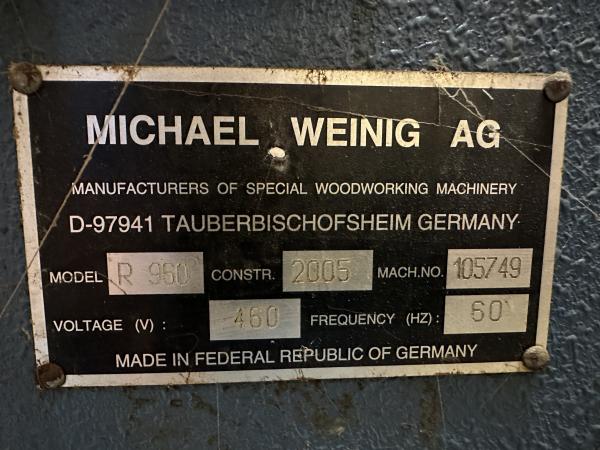 MICHAEL WEINIG AG
MANUFACTURERS OF SPECIAL WOODWORKING MACHINERY
D-97941 TAUBERBISCHOFSHEIM GERMANY
MODEL R 960 CONSTR. 2005 MACH.NO. 105749
VOLTAGE (V) : 460 FREQUENCY (HZ) : 60
MADE IN FEDERAL REPUBLIC OF GERMANY